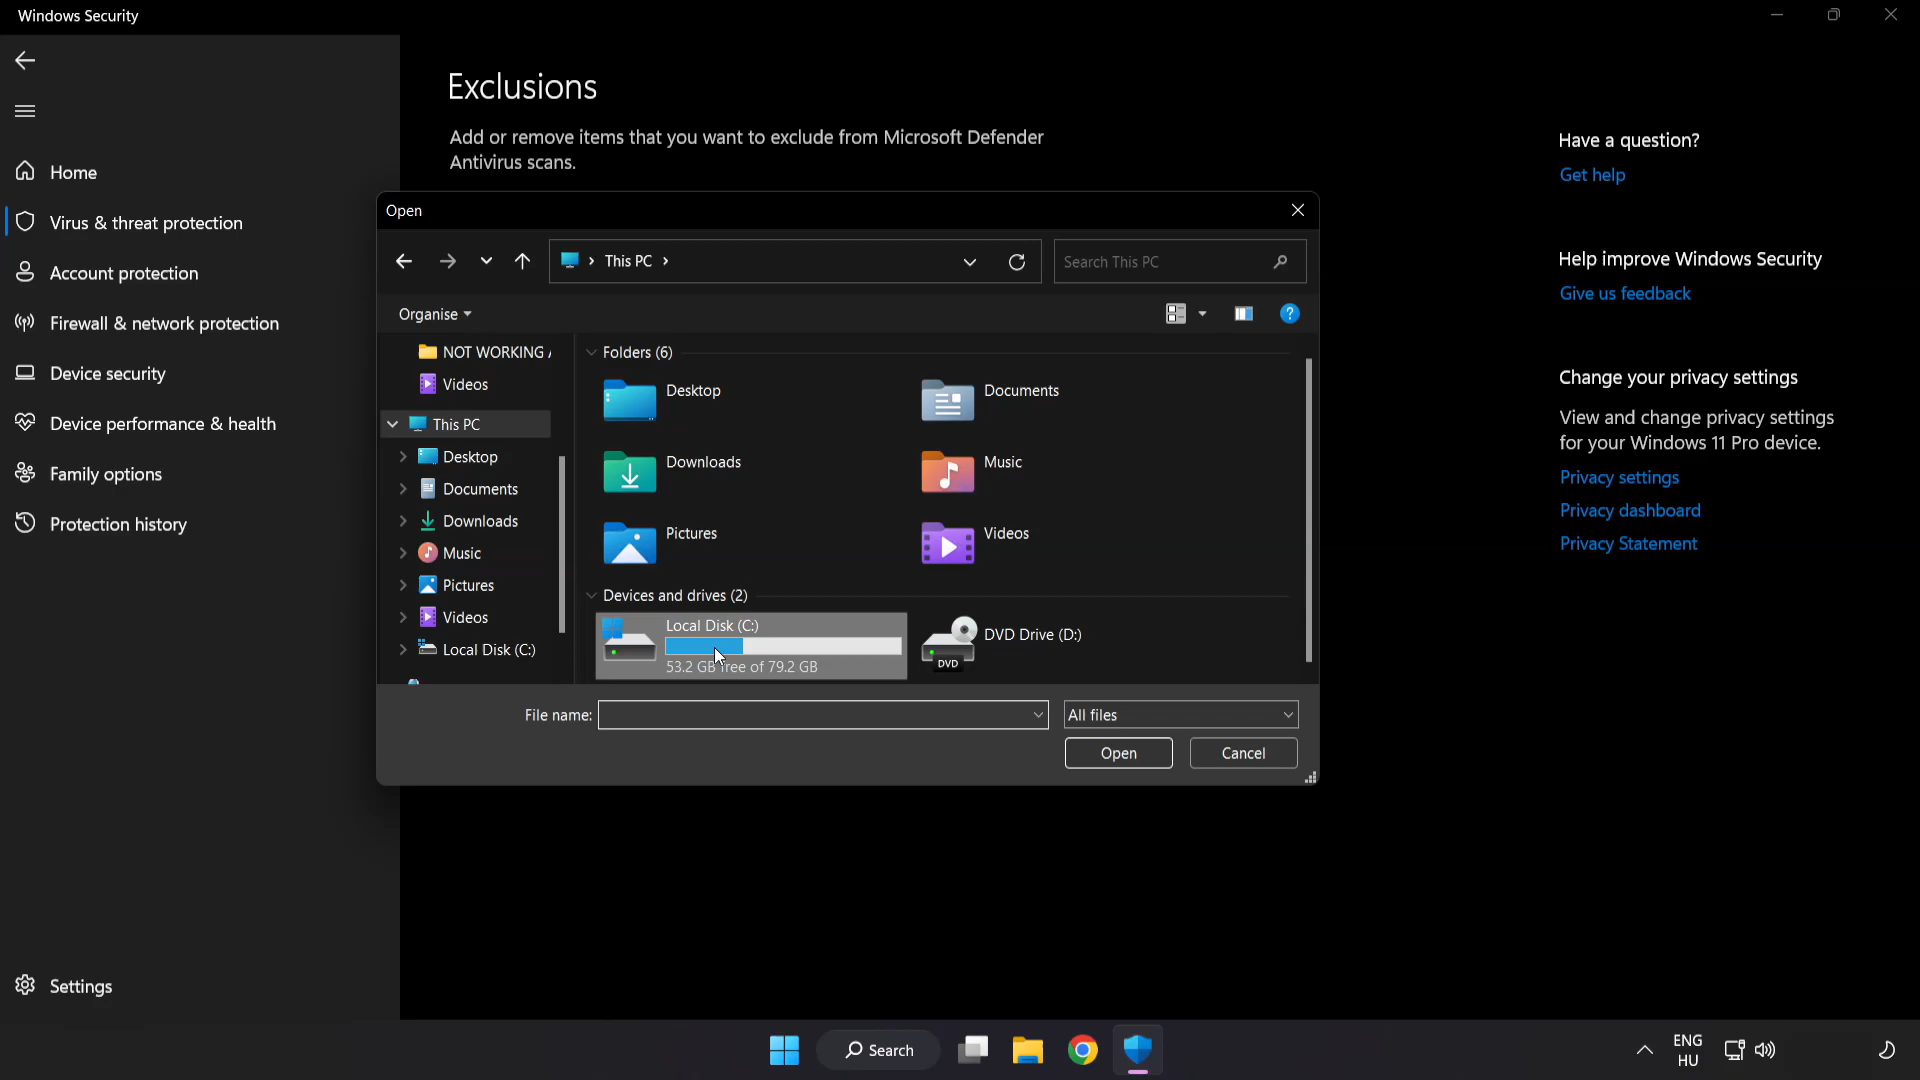 Windows Security
Home
Virus & threat protection
Account protection
Firewall & network protection
Device security
Device performance & health
Family options
Protection history
Settings
Exclusions
Add or remove items that you want to exclude from Microsoft Defender
Antivirus scans.
Open
This PC
Search This PC
Organise
NOT WORKING
Videos
This PC
Desktop
Documents
Downloads
Music
Pictures
Videos
Local Disk (C:)
Folders (6)
Desktop
Documents
Downloads
Music
Pictures
Videos
Devices and drives (2)
Local Disk (C:)
53.2 GB free of 79.2 GB
DVD Drive (D:)
DVD
File name:
All files
Open
Cancel
Have a question?
Get help
Help improve Windows Security
Give us feedback
Change your privacy settings
View and change privacy settings
for your Windows 11 Pro device.
Privacy settings
Privacy dashboard
Privacy Statement
Search
ENG
HU